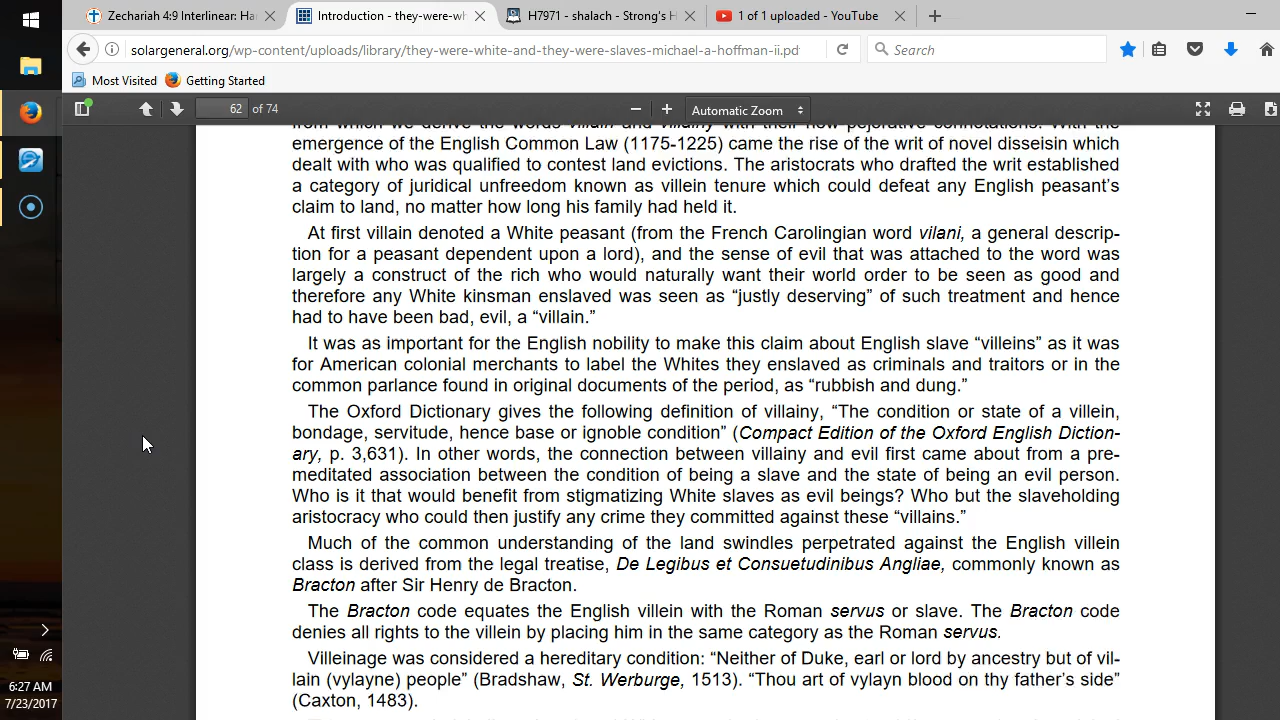 Zechariah 4:9 Interlinear: Ha
Introduction - they-were-wh
H7971 - shalach - Strong's H
1 of 1 uploaded - YouTube
solargeneral.org/wp-content/uploads/library/they-were-white-and-they-were-slaves-michael-a-hoffman-ii.pd
Search
Most Visited
Getting Started
62 of 74
Automatic Zoom
from which we derive the words villain and villainy with their now pejorative connotations. With the
emergence of the English Common Law (1175-1225) came the rise of the writ of novel disseisin which
dealt with who was qualified to contest land evictions. The aristocrats who drafted the writ established
a category of juridical unfreedom known as villein tenure which could defeat any English peasant’s
claim to land, no matter how long his family had held it.
At first villain denoted a White peasant (from the French Carolingian word vilani, a general descrip-
tion for a peasant dependent upon a lord), and the sense of evil that was attached to the word was
largely a construct of the rich who would naturally want their world order to be seen as good and
therefore any White kinsman enslaved was seen as “justly deserving” of such treatment and hence
had to have been bad, evil, a “villain.”
It was as important for the English nobility to make this claim about English slave “villeins” as it was
for American colonial merchants to label the Whites they enslaved as criminals and traitors or in the
common parlance found in original documents of the period, as “rubbish and dung.”
The Oxford Dictionary gives the following definition of villainy, “The condition or state of a villein,
bondage, servitude, hence base or ignoble condition” (Compact Edition of the Oxford English Diction-
ary, p. 3,631). In other words, the connection between villainy and evil first came about from a pre-
meditated association between the condition of being a slave and the state of being an evil person.
Who is it that would benefit from stigmatizing White slaves as evil beings? Who but the slaveholding
aristocracy who could then justify any crime they committed against these “villains.”
Much of the common understanding of the land swindles perpetrated against the English villein
class is derived from the legal treatise, De Legibus et Consuetudinibus Angliae, commonly known as
Bracton after Sir Henry de Bracton.
The Bracton code equates the English villein with the Roman servus or slave. The Bracton code
denies all rights to the villein by placing him in the same category as the Roman servus.
Villeinage was considered a hereditary condition: “Neither of Duke, earl or lord by ancestry but of vil-
lain (vylayne) people” (Bradshaw, St. Werburge, 1513). “Thou art of vylayn blood on thy father’s side”
(Caxton, 1483).
6:27 AM
7/23/2017